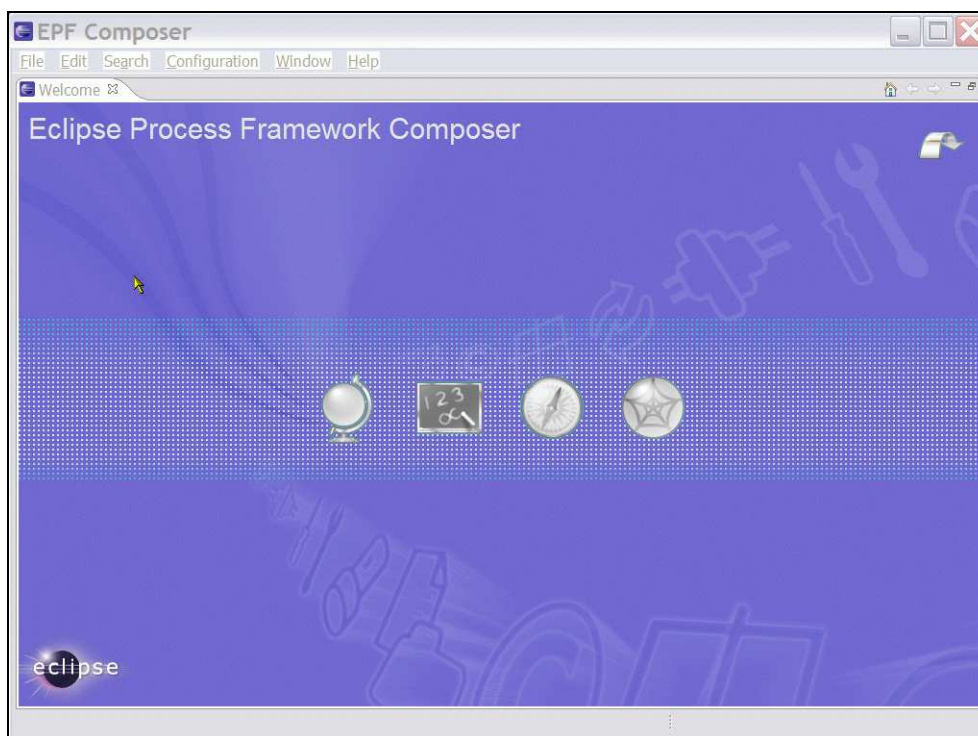 EPF Composer
File Edit Search Configuration Window Help
Welcome
Eclipse Process Framework Composer
123
eclipse